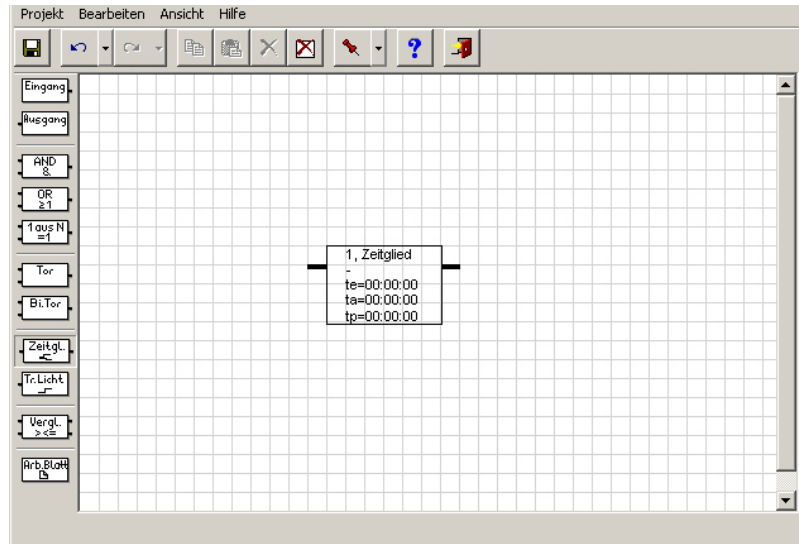 Projekt Bearbeiten Ansicht Hilfe
?
Eingang
Ausgang
AND
&
OR
≥1
1 aus N
=1
Tor
Bi.Tor
Zeitgl.
Tr.Licht
Vergl.
><=
Arb.Blatt
1, Zeitglied
-
te=00:00:00
ta=00:00:00
tp=00:00:00